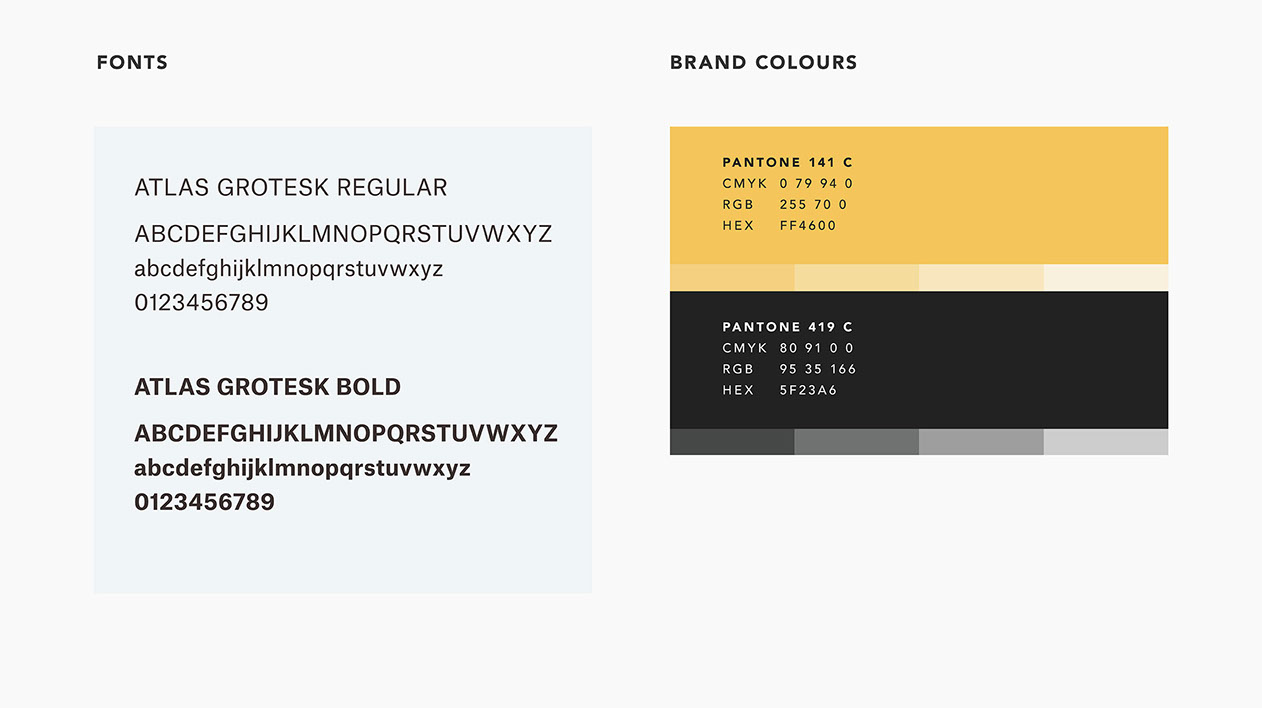 FONTS
ATLAS GROTESK REGULAR
ABCDEFGHIJKLMNOPQRSTUVWXYZ
abcdefghijklmnopqrstuvwxyz
0123456789
ATLAS GROTESK BOLD
ABCDEFGHIJKLMNOPQRSTUVWXYZ
abcdefghijklmnopqrstuvwxyz
0123456789
BRAND COLOURS
PANTONE 141 C
CMYK 0 79 94 0
RGB 255 70 0
HEX FF4600
PANTONE 419 C
CMYK 80 91 0 0
RGB 95 35 166
HEX 5F23A6